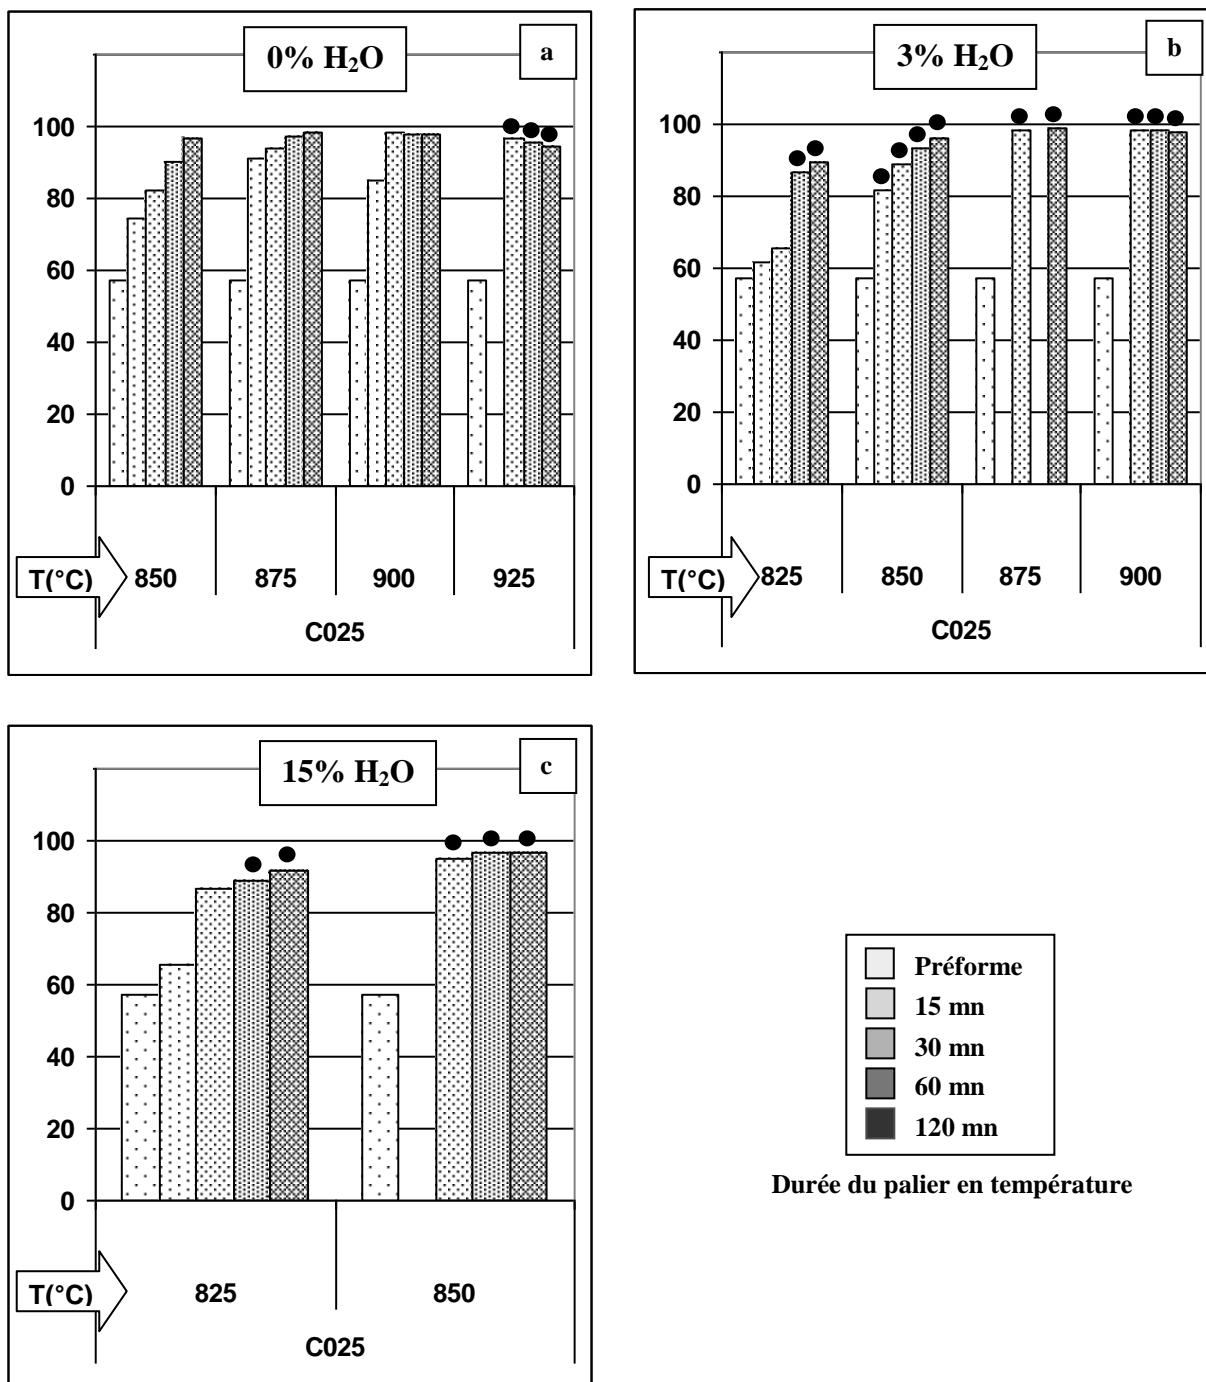 0% H₂O
a
100
80
60
40
20
0
T(°C)
850 875 900 925
C025
3% H₂O
b
100
80
60
40
20
0
T(°C)
825 850 875 900
C025
15% H₂O
c
100
80
60
40
20
0
T(°C)
825 850
C025
Préforme
15 mn
30 mn
60 mn
120 mn
Durée du palier en température